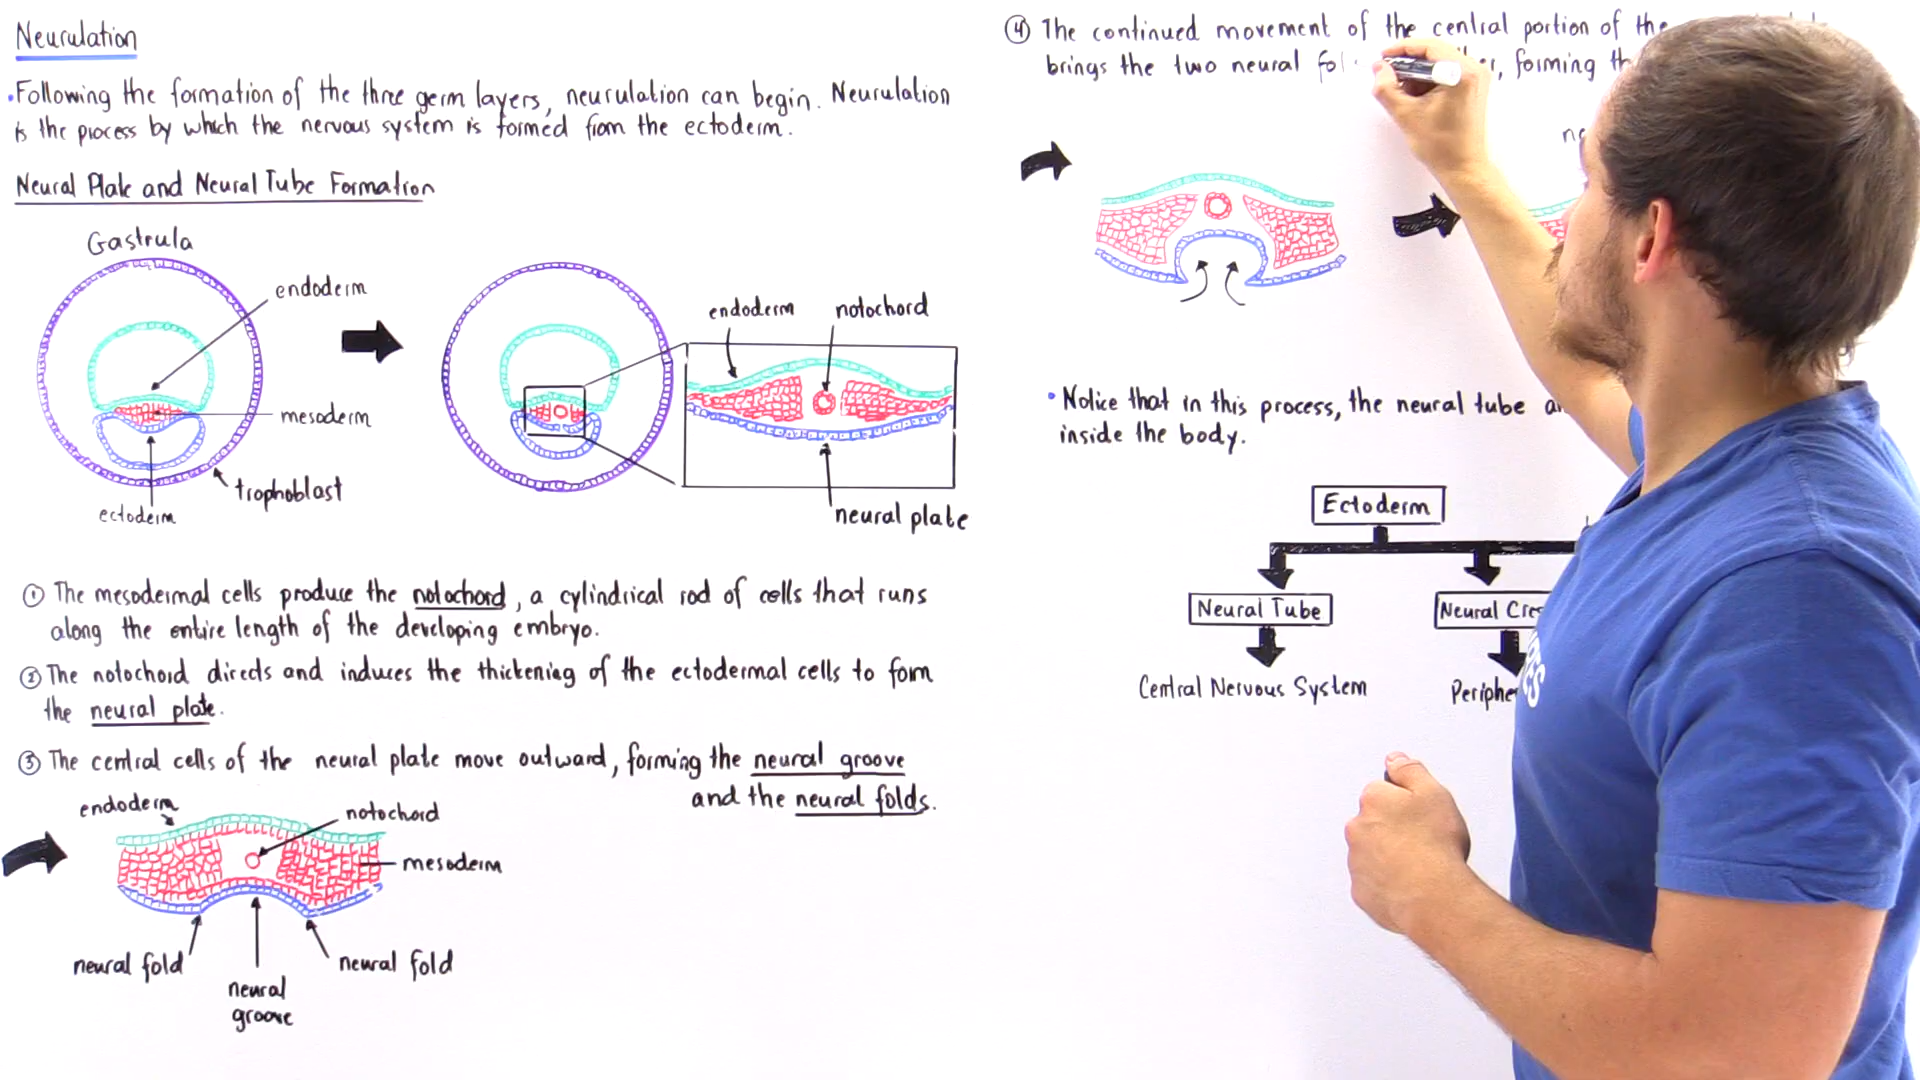 Neurulation
• Following the formation of the three germ layers, neurulation can begin. Neurulation
is the process by which the nervous system is formed from the ectoderm.
Neural Plate and Neural Tube Formation
Gastrula
endoderm
mesoderm
trophoblast
ectoderm
endoderm
notochord
neural plate
① The mesodermal cells produce the notochord, a cylindrical rod of cells that runs
along the entire length of the developing embryo.
② The notochord directs and induces the thickening of the ectodermal cells to form
the neural plate.
③ The central cells of the neural plate move outward, forming the neural groove
and the neural folds.
endoderm
notochord
mesoderm
neural fold
neural fold
neural
groove
④ The continued movement of the central portion of the
brings the two neural forming
• Notice that in this process, the neural tube
inside the body.
Ectoderm
Neural Tube
Neural
Central Nervous System